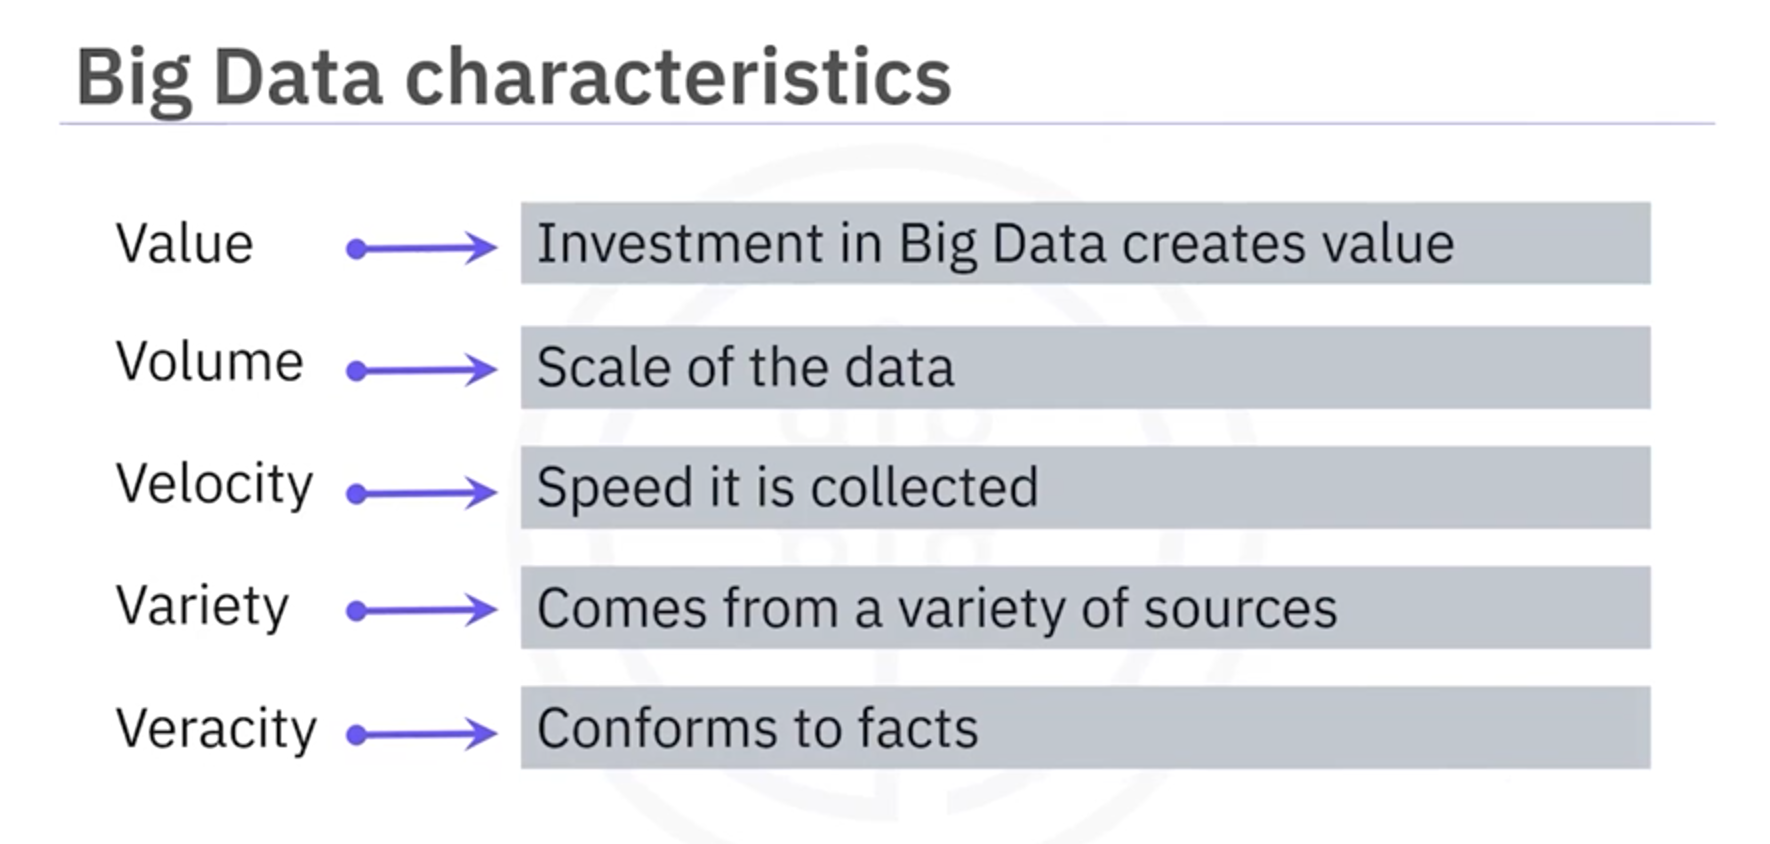 Big Data characteristics
Value Investment in Big Data creates value
Volume Scale of the data
Velocity Speed it is collected
Variety Comes from a variety of sources
Veracity Conforms to facts